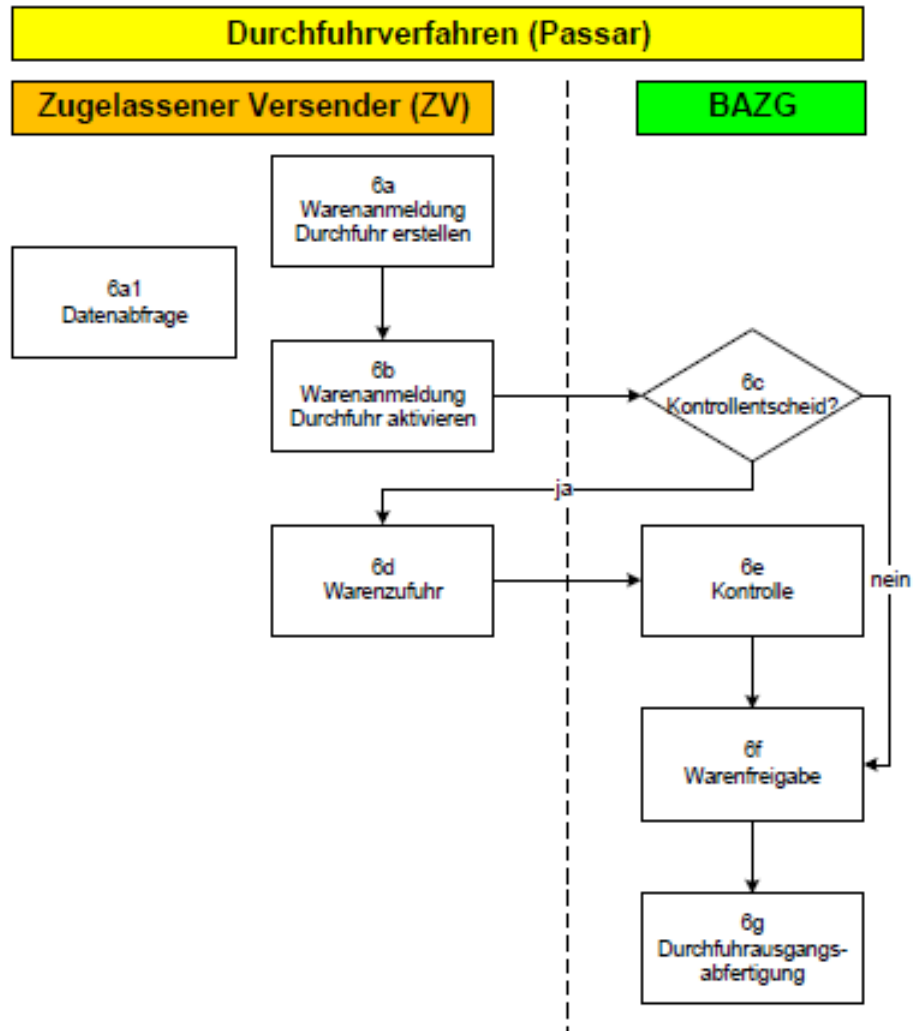 Durchfuhrverfahren (Passar)
Zugelassener Versender (ZV)
BAZG
6a
Warenanmeldung
Durchfuhr erstellen
6a1
Datenabfrage
6b
Warenanmeldung
Durchfuhr aktivieren
6c
Kontrollentscheid?
ja
6d
Warenzufuhr
6e
Kontrolle
nein
6f
Warenfreigabe
6g
Durchfuhrausgangs-
abfertigung